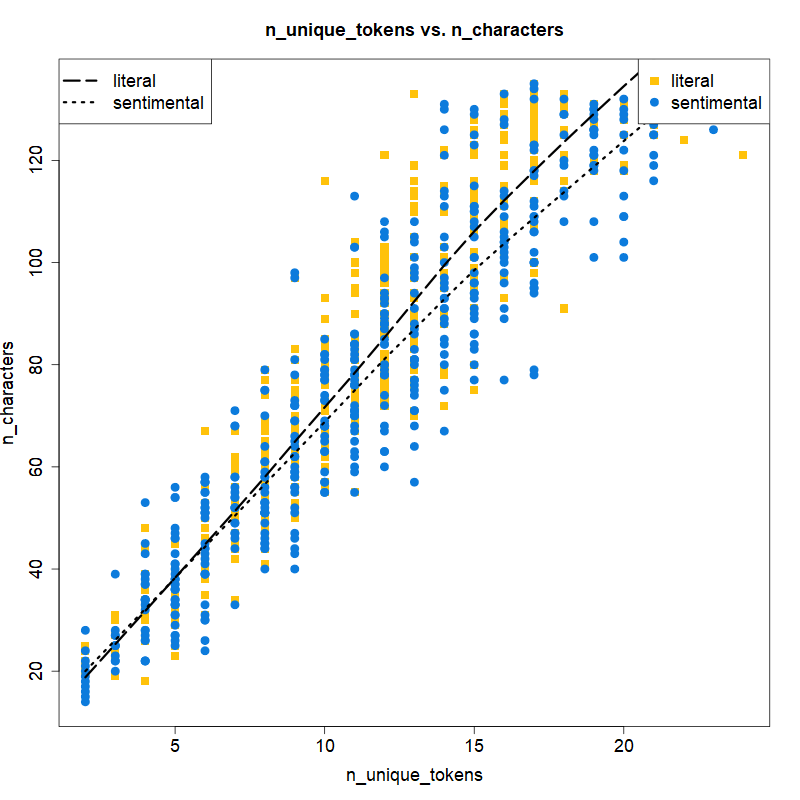 n_unique_tokens vs. n_characters
literal
sentimental
literal
sentimental
n_characters
120
100
80
60
40
20
5
10
15
20
n_unique_tokens